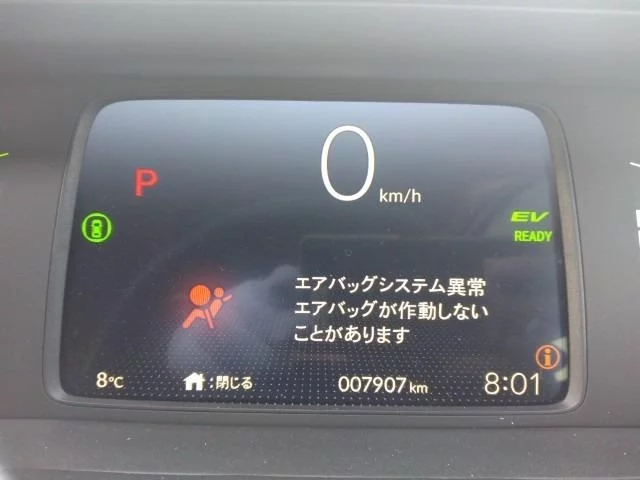 0 km/h
P
EV
READY
エアバッグシステム異常
エアバッグが作動しない
ことがあります
8℃ :閉じる 007907 km 8:01